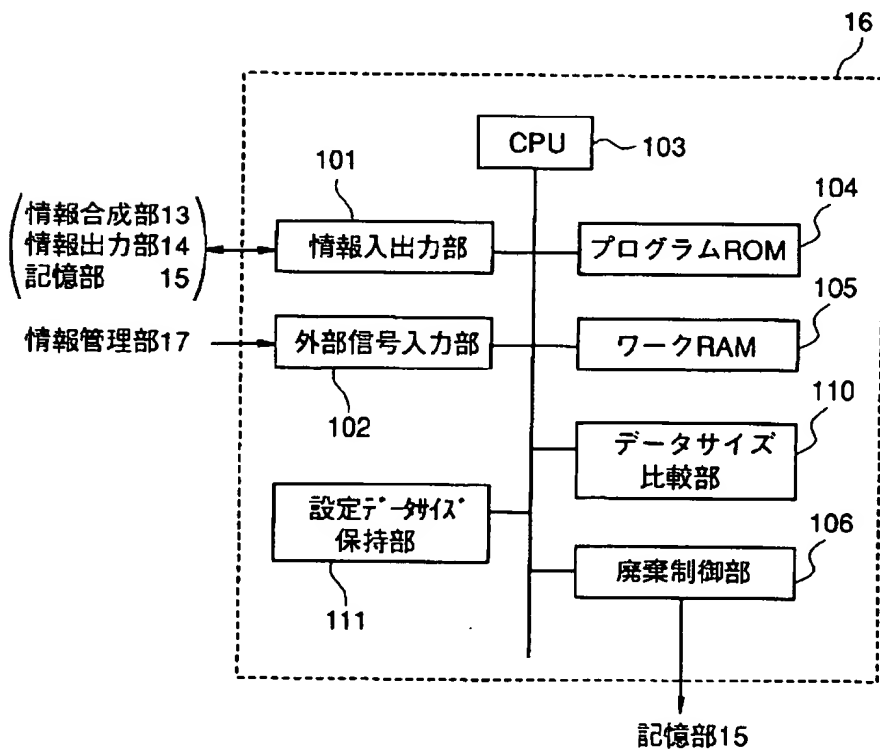 16
CPU
103
101
104
情報合成部13
情報出力部14
記憶部 15
情報入出力部
プログラムROM
105
情報管理部17
外部信号入力部
ワークRAM
102
110
データサイズ
比較部
設定ﾃﾞｰﾀｻｲｽﾞ
保持部
106
廃棄制御部
111
記憶部15